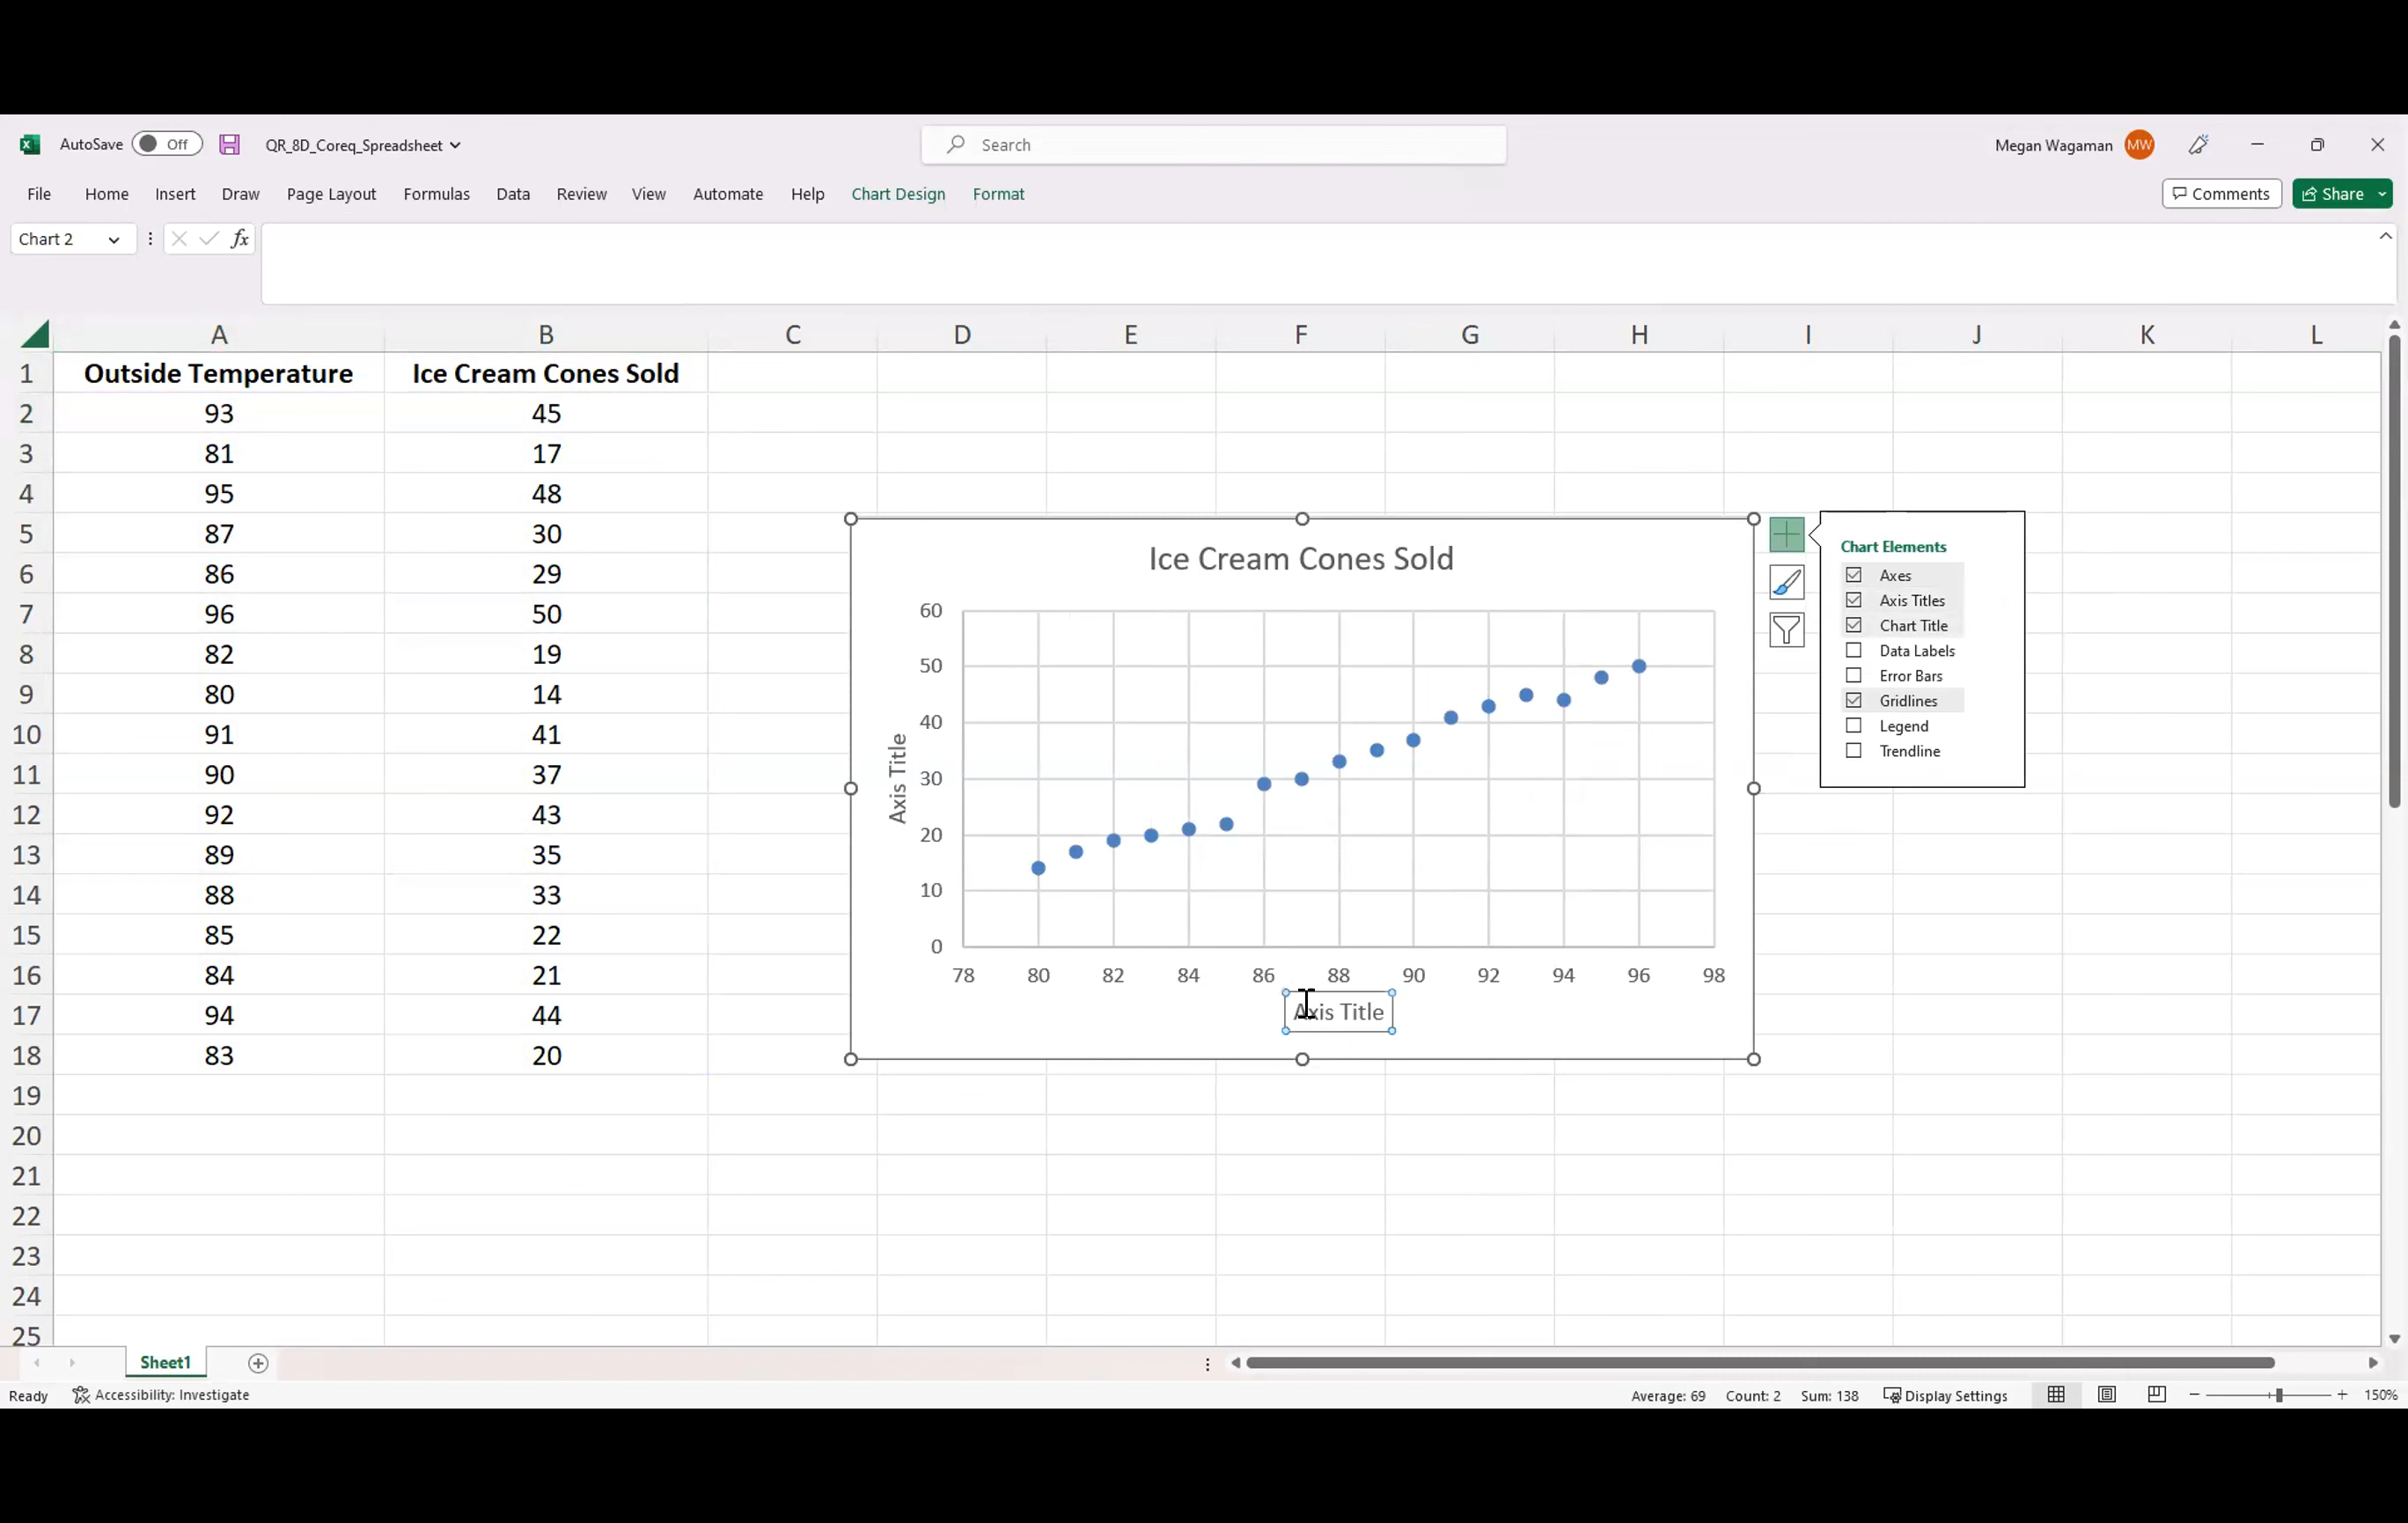 AutoSave Off QR_8D_Coreq_Spreadsheet Search Megan Wagaman MW
File Home Insert Draw Page Layout Formulas Data Review View Automate Help Chart Design Format Comments Share
Chart 2 fx
A B C D E F G H I J K L
1 Outside Temperature Ice Cream Cones Sold
2 93 45
3 81 17
4 95 48
5 87 30
6 86 29
7 96 50
8 82 19
9 80 14
10 91 41
11 90 37
12 92 43
13 89 35
14 88 33
15 85 22
16 84 21
17 94 44
18 83 20
19
20
21
22
23
24
25
Ice Cream Cones Sold
60
50
40
30
20
10
0
Axis Title
78 80 82 84 86 88 90 92 94 96 98
Axis Title
Chart Elements
Axes
Axis Titles
Chart Title
Data Labels
Error Bars
Gridlines
Legend
Trendline
Sheet1
Ready Accessibility: Investigate Average: 69 Count: 2 Sum: 138 Display Settings 150%